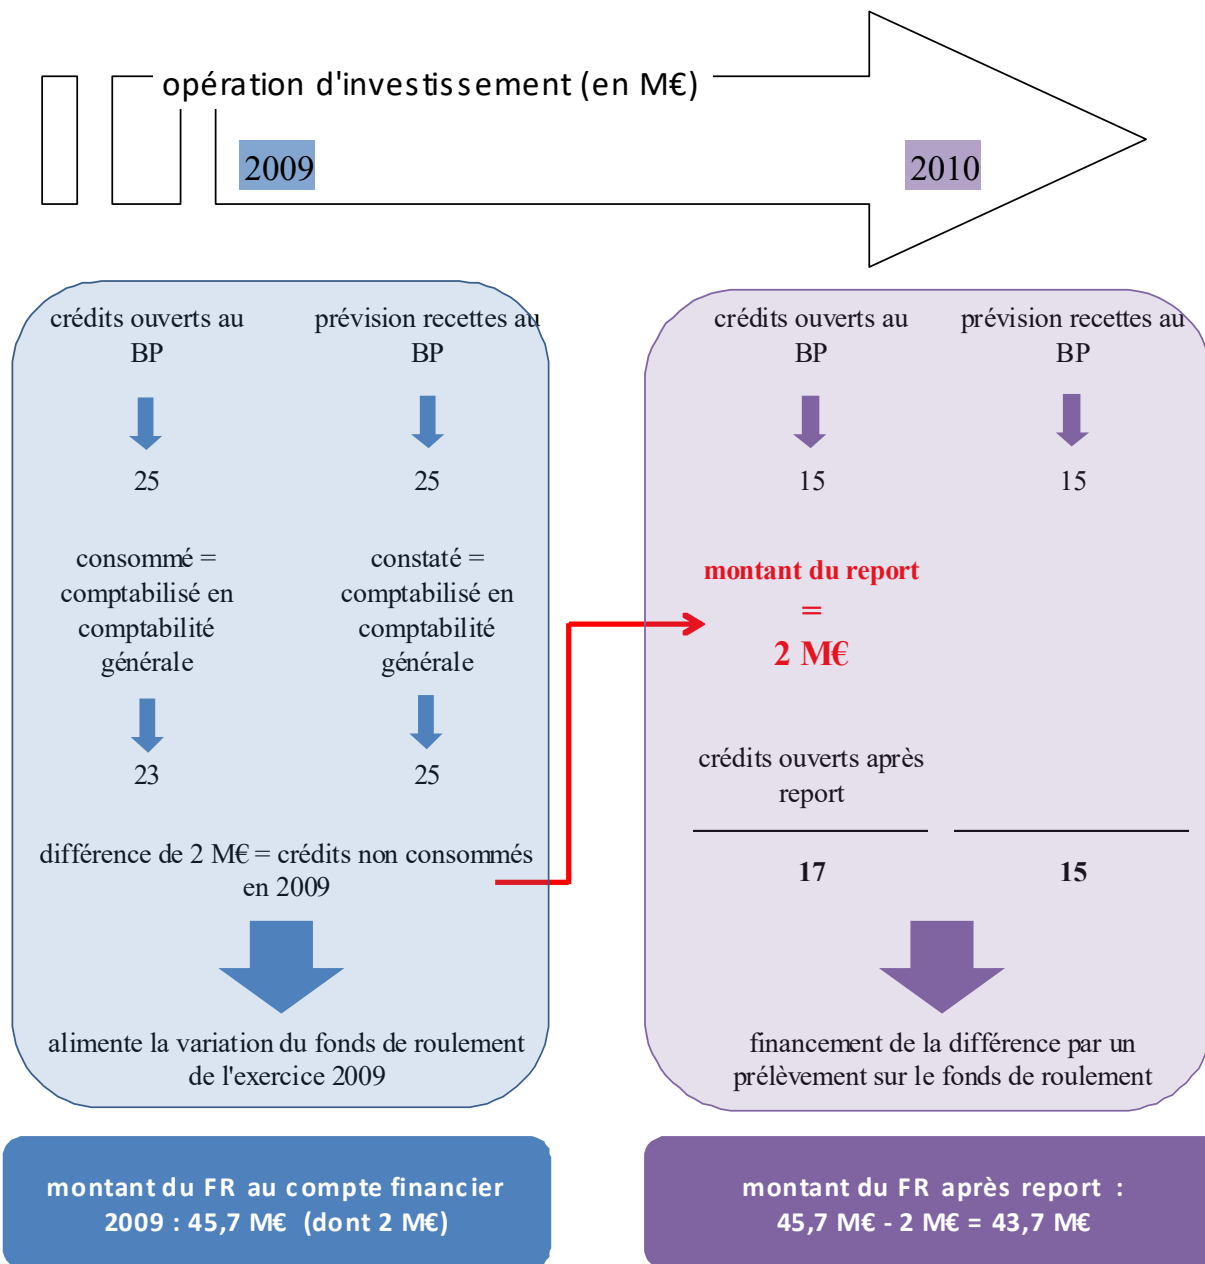 opération d'investissement (en M€)
2009
2010
crédits ouverts au
BP
prévision recettes au
BP
25
25
consommé =
comptabilisé en
comptabilité
générale
constaté =
comptabilisé en
comptabilité
générale
23
25
différence de 2 M€ = crédits non consommés
en 2009
alimente la variation du fonds de roulement
de l'exercice 2009
montant du FR au compte financier
2009 : 45,7 M€ (dont 2 M€)
crédits ouverts au
BP
prévision recettes au
BP
15
15
montant du report
=
2 M€
crédits ouverts après
report
17
15
financement de la différence par un
prélèvement sur le fonds de roulement
montant du FR après report :
45,7 M€ - 2 M€ = 43,7 M€